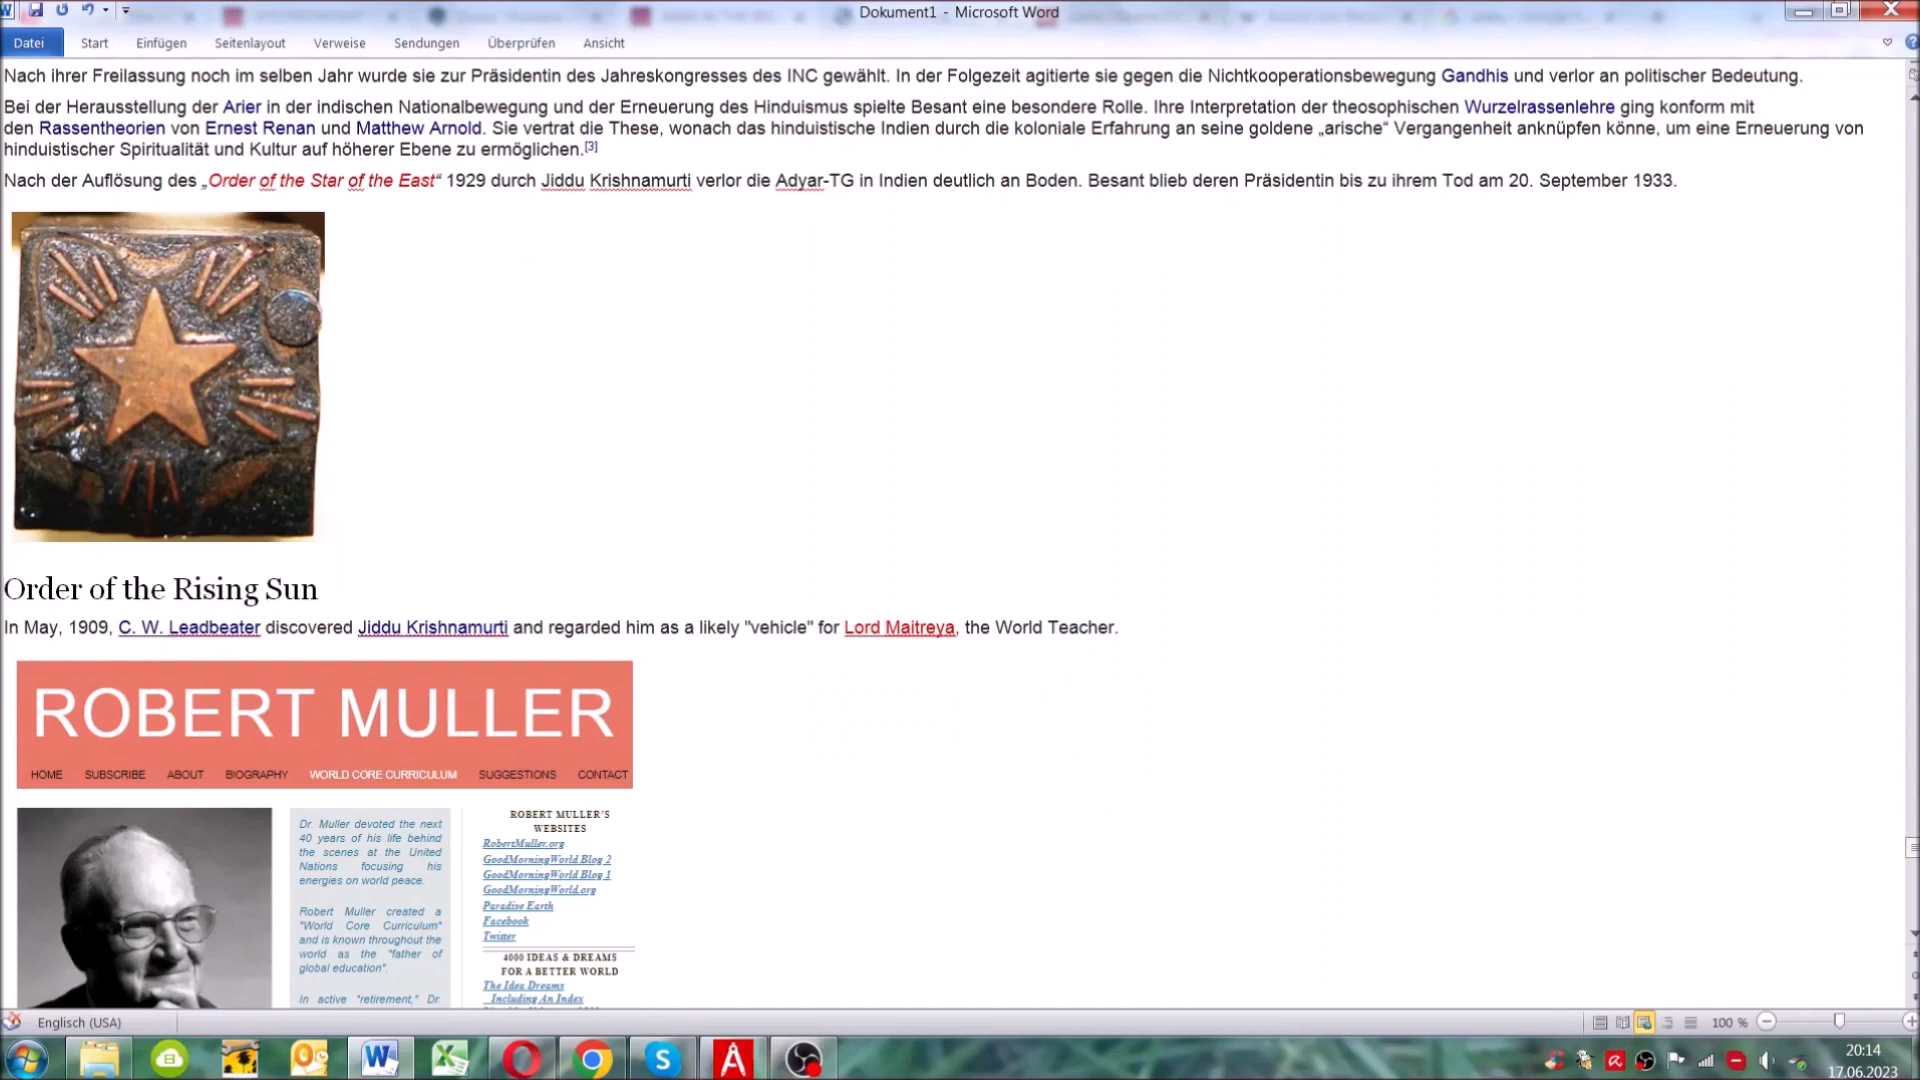 Dokument1 - Microsoft Word
Datei Start Einfügen Seitenlayout Verweise Sendungen Überprüfen Ansicht
Nach ihrer Freilassung noch im selben Jahr wurde sie zur Präsidentin des Jahreskongresses des INC gewählt. In der Folgezeit agitierte sie gegen die Nichtkooperationsbewegung Gandhis und verlor an politischer Bedeutung.
Bei der Herausstellung der Arier in der indischen Nationalbewegung und der Erneuerung des Hinduismus spielte Besant eine besondere Rolle. Ihre Interpretation der theosophischen Wurzelrassenlehre ging konform mit
den Rassentheorien von Ernest Renan und Matthew Arnold. Sie vertrat die These, wonach das hinduistische Indien durch die koloniale Erfahrung an seine goldene „arische“ Vergangenheit anknüpfen könne, um eine Erneuerung von
hinduistischer Spiritualität und Kultur auf höherer Ebene zu ermöglichen.[3]
Nach der Auflösung des „Order of the Star of the East“ 1929 durch Jiddu Krishnamurti verlor die Adyar-TG in Indien deutlich an Boden. Besant blieb deren Präsidentin bis zu ihrem Tod am 20. September 1933.
Order of the Rising Sun
In May, 1909, C. W. Leadbeater discovered Jiddu Krishnamurti and regarded him as a likely "vehicle" for Lord Maitreya, the World Teacher.
ROBERT MULLER
HOME SUBSCRIBE ABOUT BIOGRAPHY WORLD CORE CURRICULUM SUGGESTIONS CONTACT
Dr. Muller devoted the next
40 years of his life behind
the scenes at the United
Nations focusing his
energies on world peace.
Robert Muller created a
"World Core Curriculum"
and is known throughout the
world as the "father of
global education".
In active "retirement," Dr.
ROBERT MULLER'S
WEBSITES
RobertMuller.org
GoodMorningWorld Blog 2
GoodMorningWorld Blog 1
GoodMorningWorld.org
Paradise Earth
Facebook
Twitter
4000 IDEAS & DREAMS
FOR A BETTER WORLD
The Idea Dreams
Including An Index
Englisch (USA)
100 %
20:14
17.06.2023